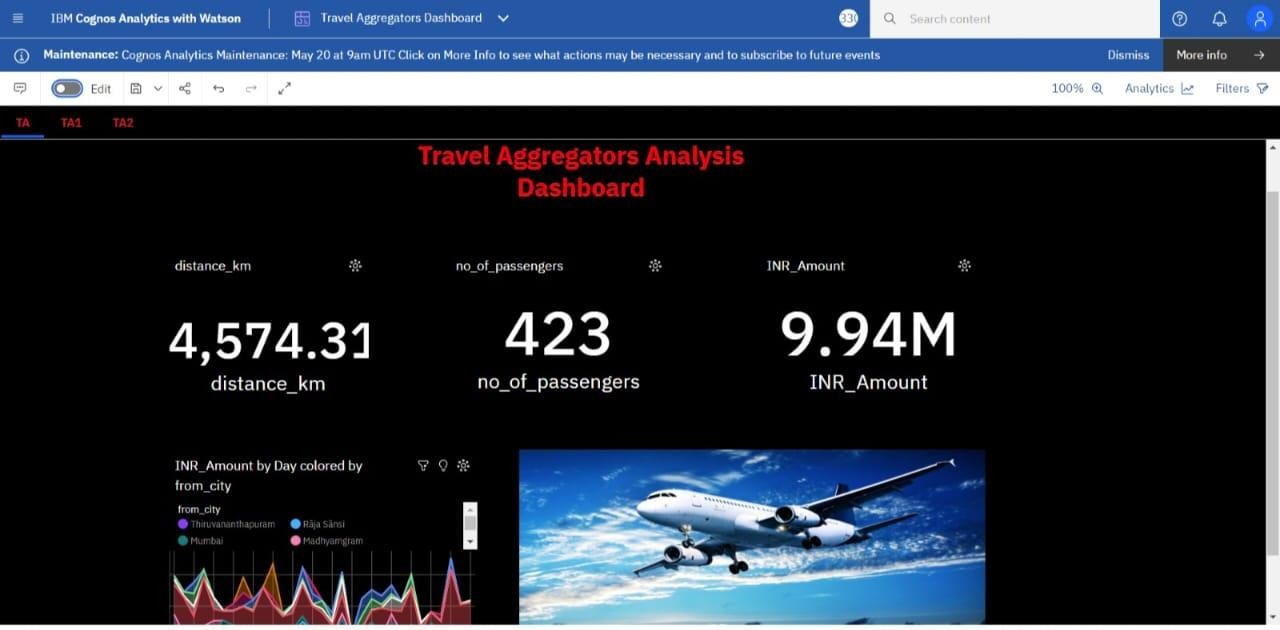 IBM Cognos Analytics with Watson
Travel Aggregators Dashboard
330
Search content
Maintenance: Cognos Analytics Maintenance: May 20 at 9am UTC Click on More Info to see what actions may be necessary and to subscribe to future events
Dismiss
More info
Edit
100%
Analytics
Filters
TA
TA1
TA2
Travel Aggregators Analysis
Dashboard
distance_km
no_of_passengers
INR_Amount
4,574.31
423
9.94M
distance_km
no_of_passengers
INR_Amount
INR_Amount by Day colored by
from_city
from_city
Thiruvananthapuram
Rāja Sānsi
Mumbai
Madhyamgram